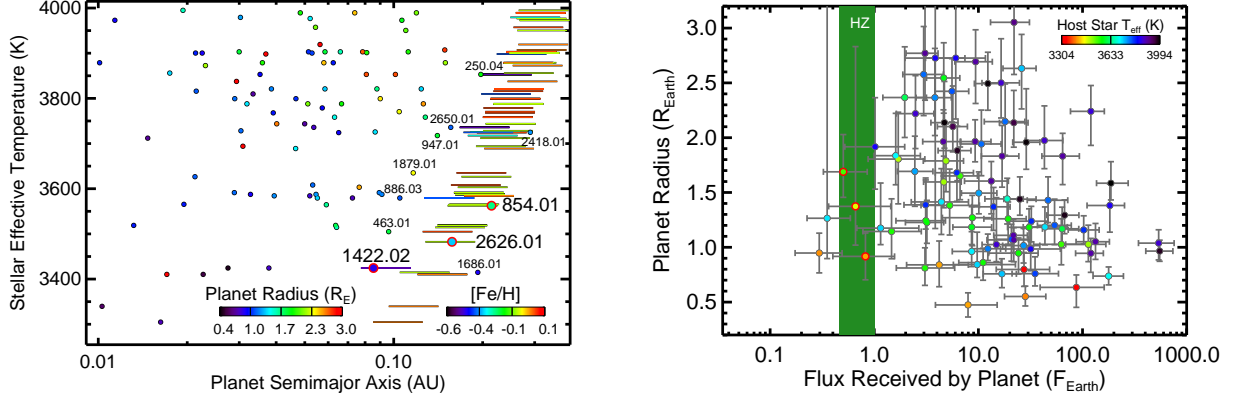 4000
3800
3600
3400
0.01
0.10
Stellar Effective Temperature (K)
Planet Semimajor Axis (AU)
250.04
2650.01
947.01
2418.01
1879.01
886.03
854.01
463.01
2626.01
1422.02
1686.01
Planet Radius (R_E)
0.4 1.0 1.7 2.3 3.0
[Fe/H]
-0.6 -0.4 -0.1 0.1
3.0
2.5
2.0
1.5
1.0
0.5
Planet Radius (R_Earth)
HZ
Host Star T_eff (K)
3304 3633 3994
0.1 1.0 10.0 100.0 1000.0
Flux Received by Planet (F_Earth)